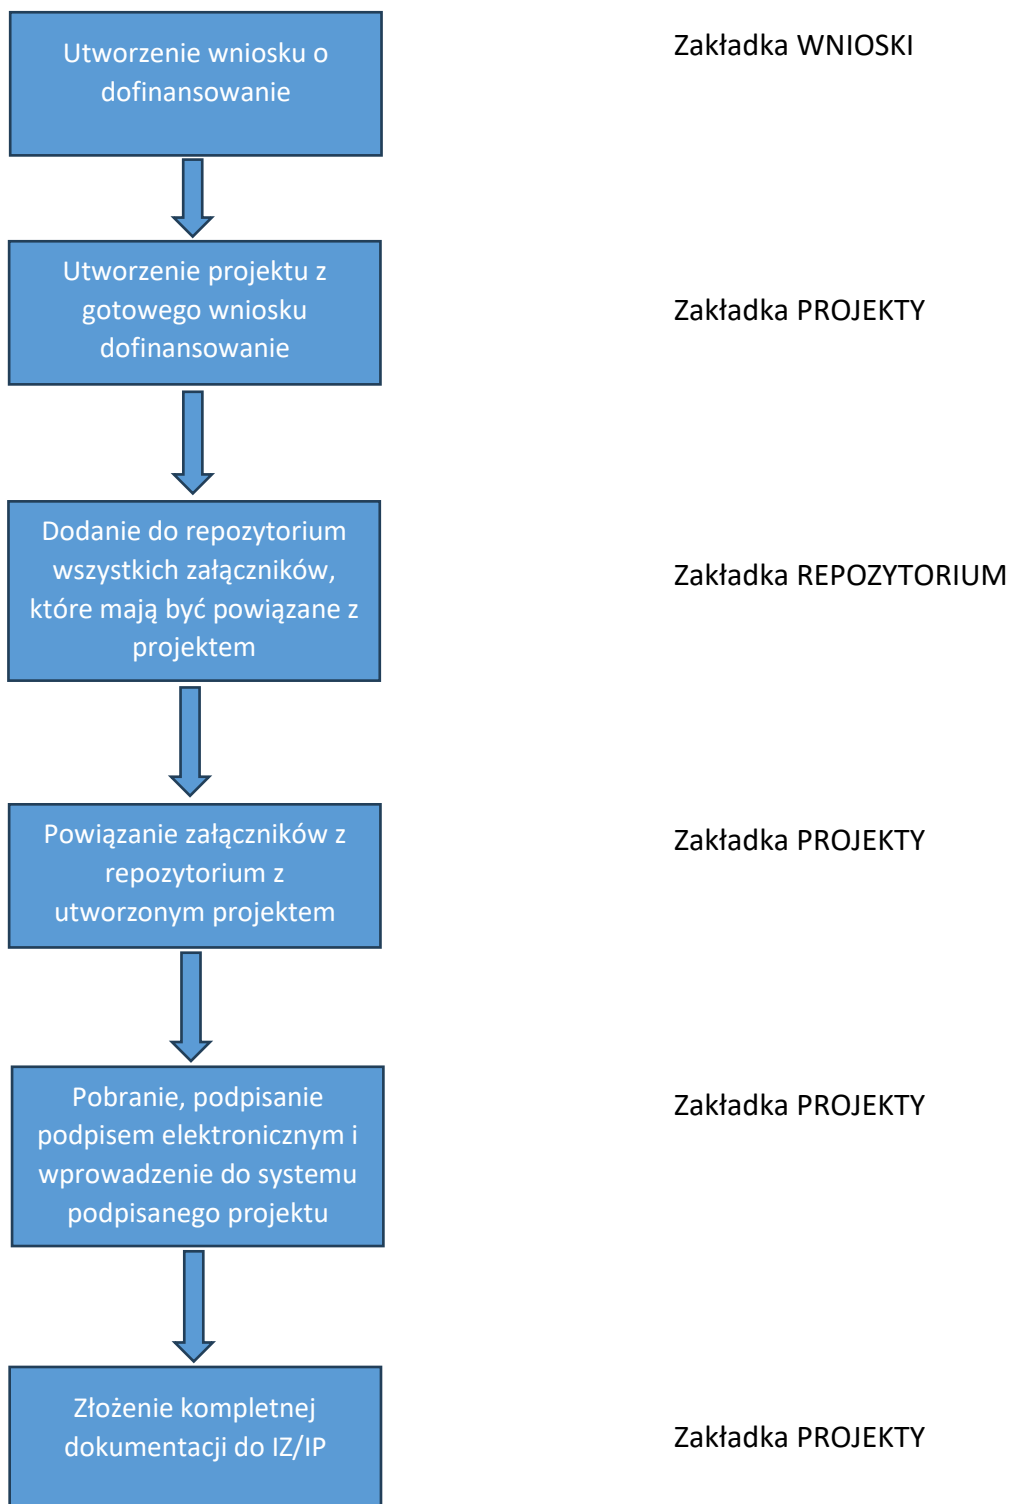 Utworzenie wniosku o
dofinansowanie
Zakładka WNIOSKI
Utworzenie projektu z
gotowego wniosku
dofinansowanie
Zakładka PROJEKTY
Dodanie do repozytorium
wszystkich załączników,
które mają być powiązane z
projektem
Zakładka REPOZYTORIUM
Powiązanie załączników z
repozytorium z
utworzonym projektem
Zakładka PROJEKTY
Pobranie, podpisanie
podpisem elektronicznym i
wprowadzenie do systemu
podpisanego projektu
Zakładka PROJEKTY
Złożenie kompletnej
dokumentacji do IZ/IP
Zakładka PROJEKTY